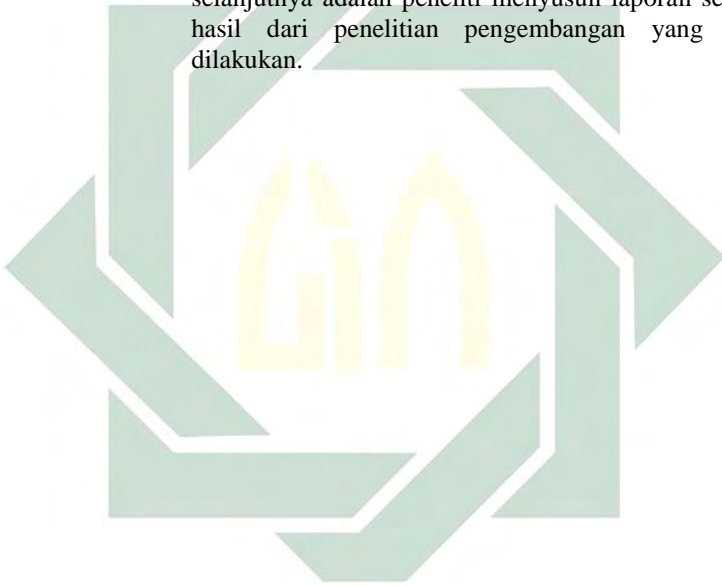 selanjutnya adalah peneliti menyusun laporan
hasil dari penelitian pengembangan yang
dilakukan.